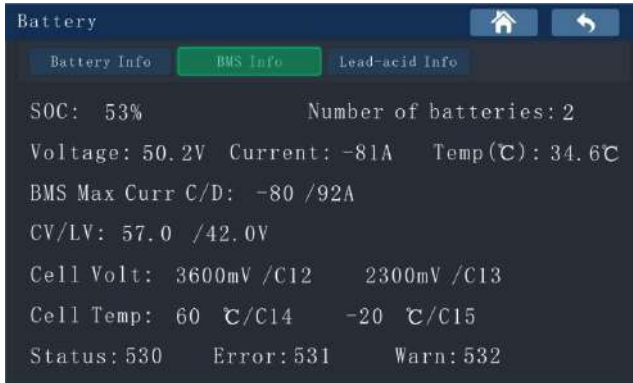 Battery
Battery Info BMS Info Lead-acid Info
SOC: 53% Number of batteries: 2
Voltage: 50.2V Current: -81A Temp(℃): 34.6℃
BMS Max Curr C/D: -80 /92A
CV/LV: 57.0 /42.0V
Cell Volt: 3600mV /C12 2300mV /C13
Cell Temp: 60 ℃/C14 -20 ℃/C15
Status: 530 Error: 531 Warn: 532